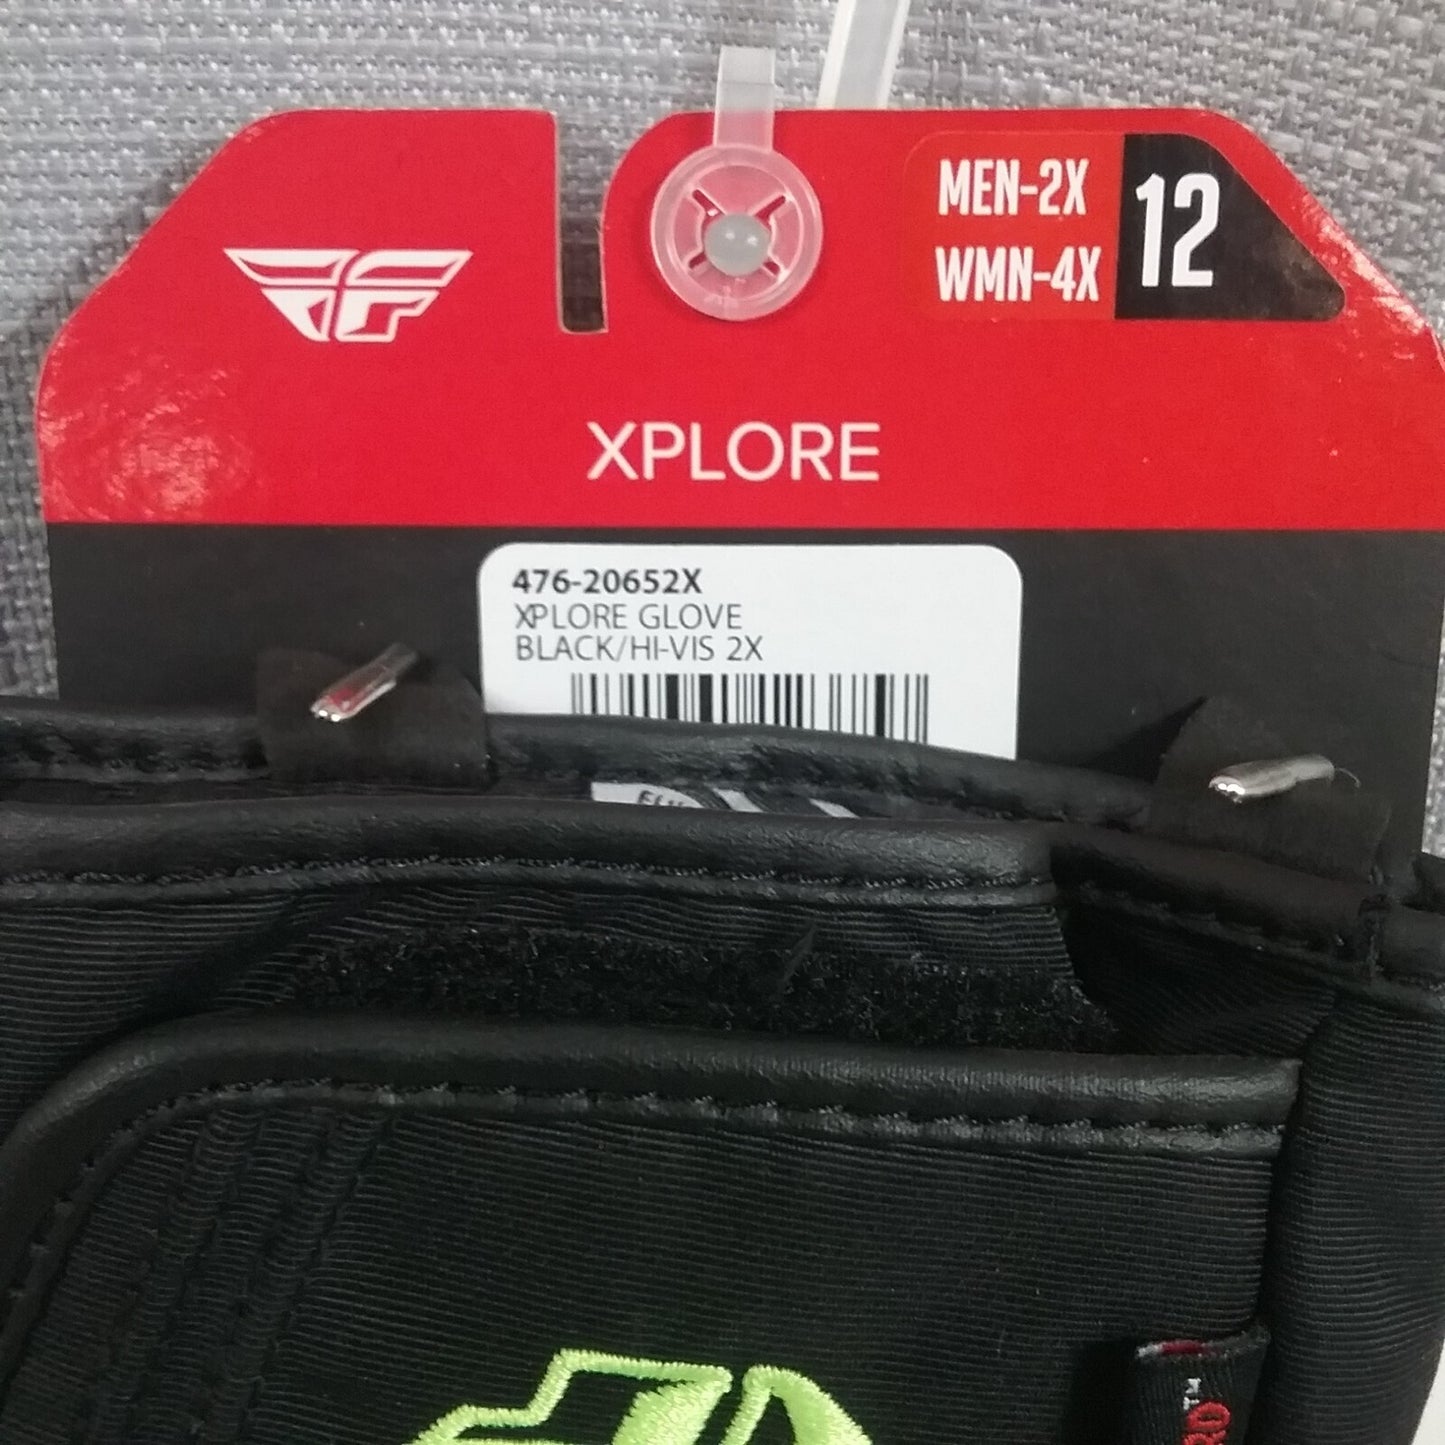 MEN-2X
WMN-4X
12
XPLORE
476-20652X
XPLORE GLOVE
BLACK/HI-VIS 2X